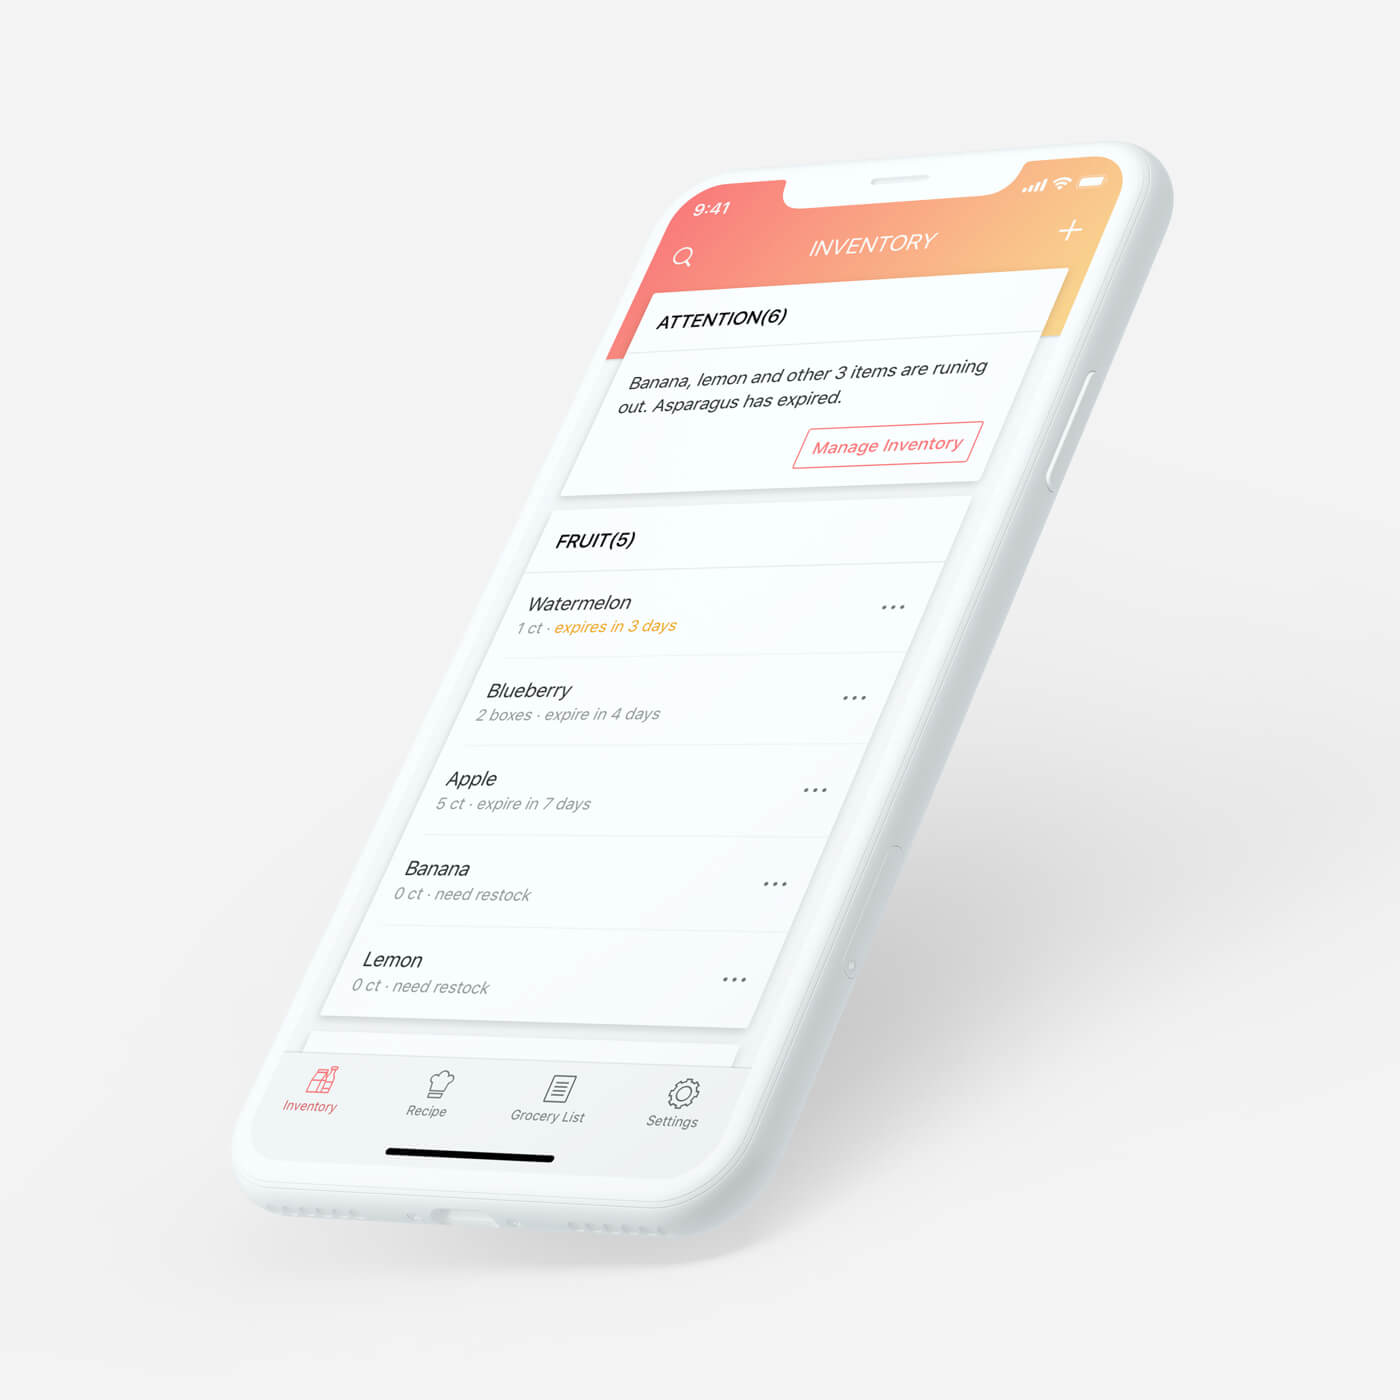 9:41
INVENTORY
ATTENTION(6)
Banana, lemon and other 3 items are runing
out. Asparagus has expired.
Manage Inventory
FRUIT(5)
Watermelon
1 ct · expires in 3 days
Blueberry
2 boxes · expire in 4 days
Apple
5 ct · expire in 7 days
Banana
0 ct · need restock
Lemon
0 ct · need restock
Inventory
Recipe
Grocery List
Settings